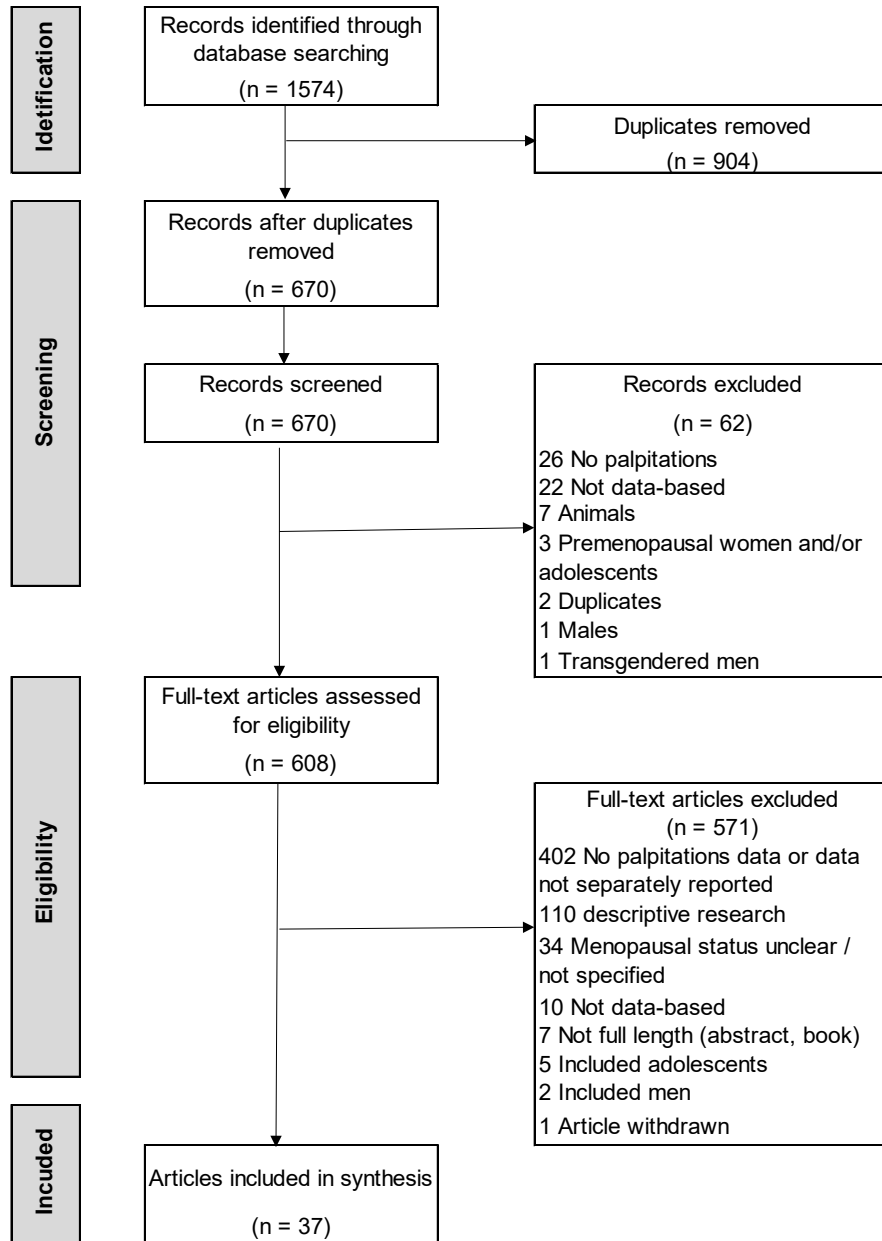 Idetification
Records identified through
database searching
(n = 1574)
Duplicates removed
(n = 904)
Screening
Records after duplicates
removed
(n = 670)
Records screened
(n = 670)
Records excluded
(n = 62)
26 No palpitations
22 Not data-based
7 Animals
3 Premenopausal women and/or
adolescents
2 Duplicates
1 Males
1 Transgendered men
Eligibility
Full-text articles assessed
for eligibility
(n = 608)
Full-text articles excluded
(n = 571)
402 No palpitations data or data
not separately reported
110 descriptive research
34 Menopausal status unclear /
not specified
10 Not data-based
7 Not full length (abstract, book)
5 Included adolescents
2 Included men
1 Article withdrawn
Incuded
Articles included in synthesis
(n = 37)